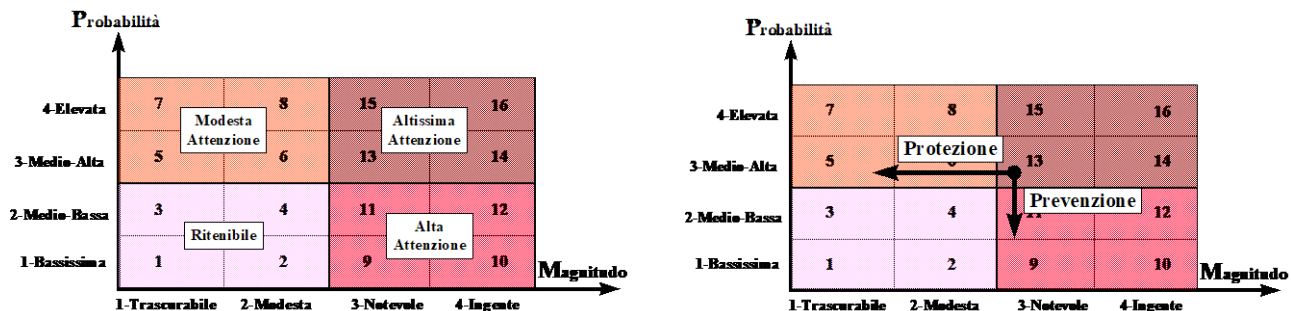 Probabilità
4-Elevata
7 8 15 16
Modesta
Attenzione
Altissima
Attenzione
3-Medio-Alta
5 6 13 14
2-Medio-Bassa
3 4 11 12
Ritenibile
Alta
Attenzione
1-Bassissima
1 2 9 10
Magnitudo
1-Trascurabile 2-Modesta 3-Notevole 4-Ingente
Probabilità
4-Elevata
7 8 15 16
Protezione
3-Medio-Alta
5 13 14
Prevenzione
2-Medio-Bassa
3 4 12
1-Bassissima
1 2 9 10
Magnitudo
1-Trascurabile 2-Modesta 3-Notevole 4-Ingente